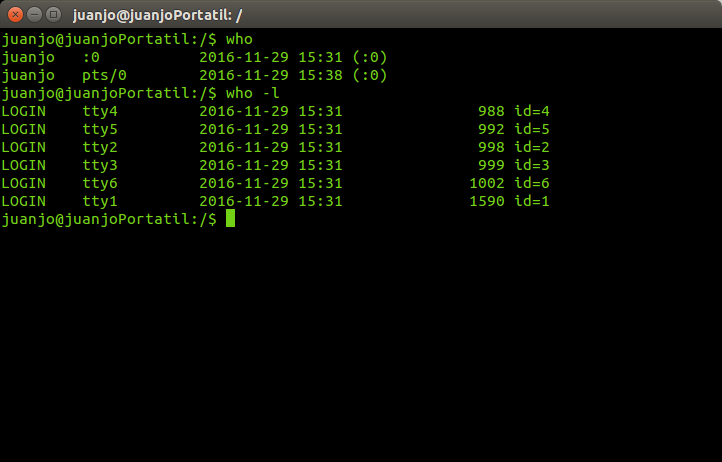 juanjo@juanjoPortatil: /
juanjo@juanjoPortatil:/$ who
juanjo   :0           2016-11-29 15:31 (:0)
juanjo   pts/0        2016-11-29 15:38 (:0)
juanjo@juanjoPortatil:/$ who -l
LOGIN    tty4         2016-11-29 15:31               988 id=4
LOGIN    tty5         2016-11-29 15:31               992 id=5
LOGIN    tty2         2016-11-29 15:31               998 id=2
LOGIN    tty3         2016-11-29 15:31               999 id=3
LOGIN    tty6         2016-11-29 15:31              1002 id=6
LOGIN    tty1         2016-11-29 15:31              1590 id=1
juanjo@juanjoPortatil:/$